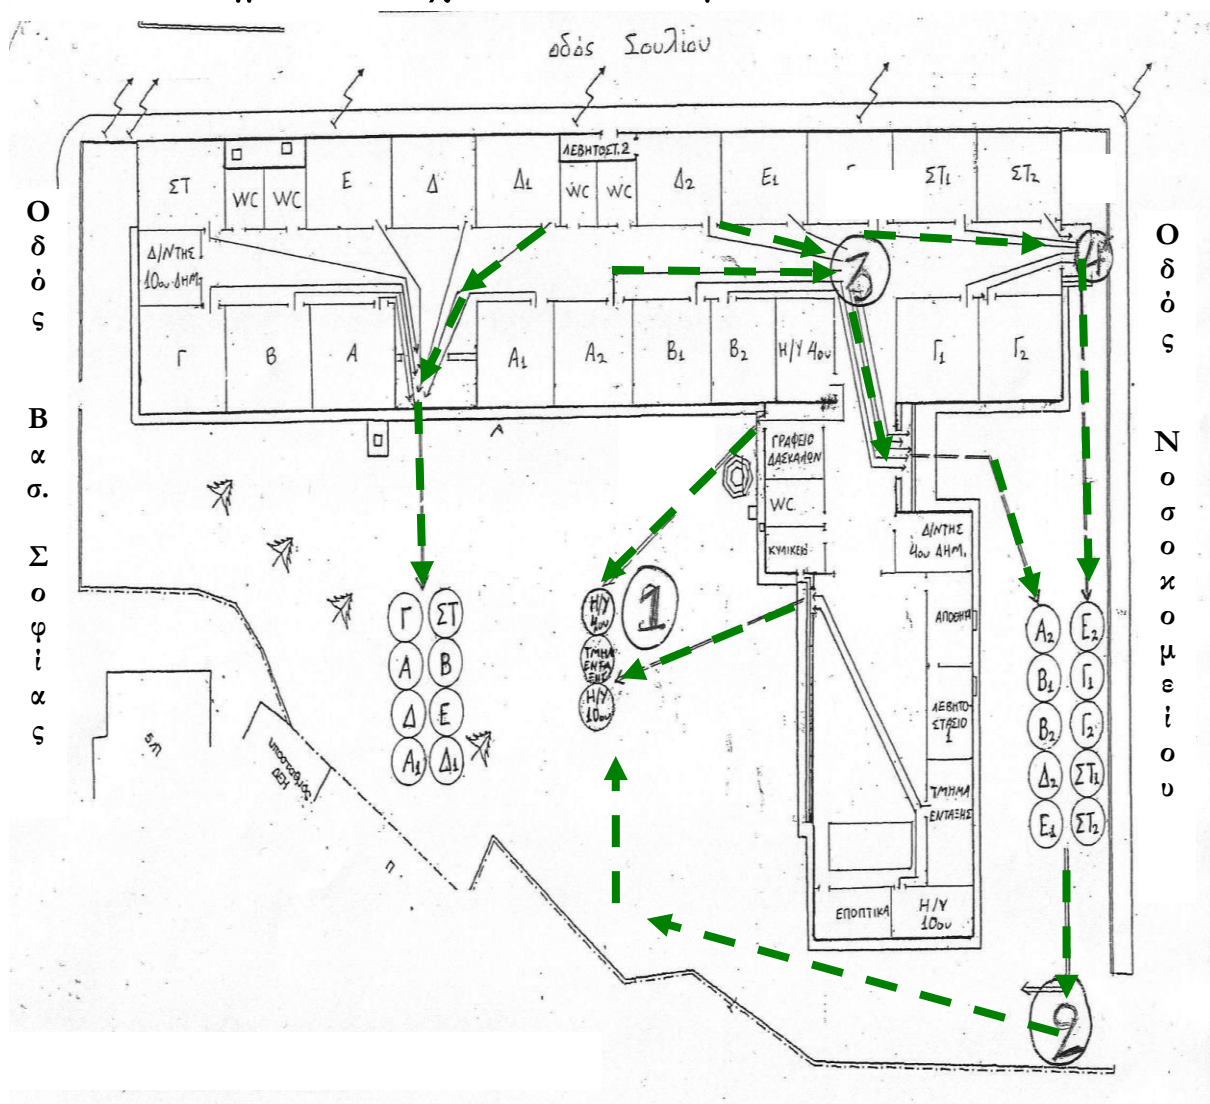 οδός Σουλίου
ΛΕΒΗΤΟΣΤ.2
ΣΤ
WC
WC
Ε
Δ
Δ1
WC
WC
Δ2
Ε1
ΣΤ1
ΣΤ2
Οδός Βασ. Σοφίας
Οδός Νοσοκομείου
Δ/ΝΤΗΣ
10ου ΔΗΜ.
3
4
Γ
Β
Α
Α1
Α2
Β1
Β2
Η/Υ 4ου
Γ1
Γ2
ΓΡΑΦΕΙΟ
ΔΑΣΚΑΛΩΝ
WC
ΚΥΛΙΚΕΙΟ
Δ/ΝΤΗΣ
4ου ΔΗΜ.
ΑΠΟΘΗΚΗ
ΛΕΒΗΤΟ-
ΣΤΑΣΙΟ
1
ΤΜΗΜΑ
ΕΝΤΑΞΗΣ
ΕΠΟΠΤΙΚΑ
Η/Υ
10ου
Γ ΣΤ
Α Β
Δ Ε
Α1 Δ1
Η/Υ
4ου
ΤΜΗΜΑ
ΕΝΤΑ
ΞΗΣ
Η/Υ
10ου
1
Α2 Ε2
Β1 Γ1
Β2 Γ2
Δ2 ΣΤ1
Ε1 ΣΤ2
2